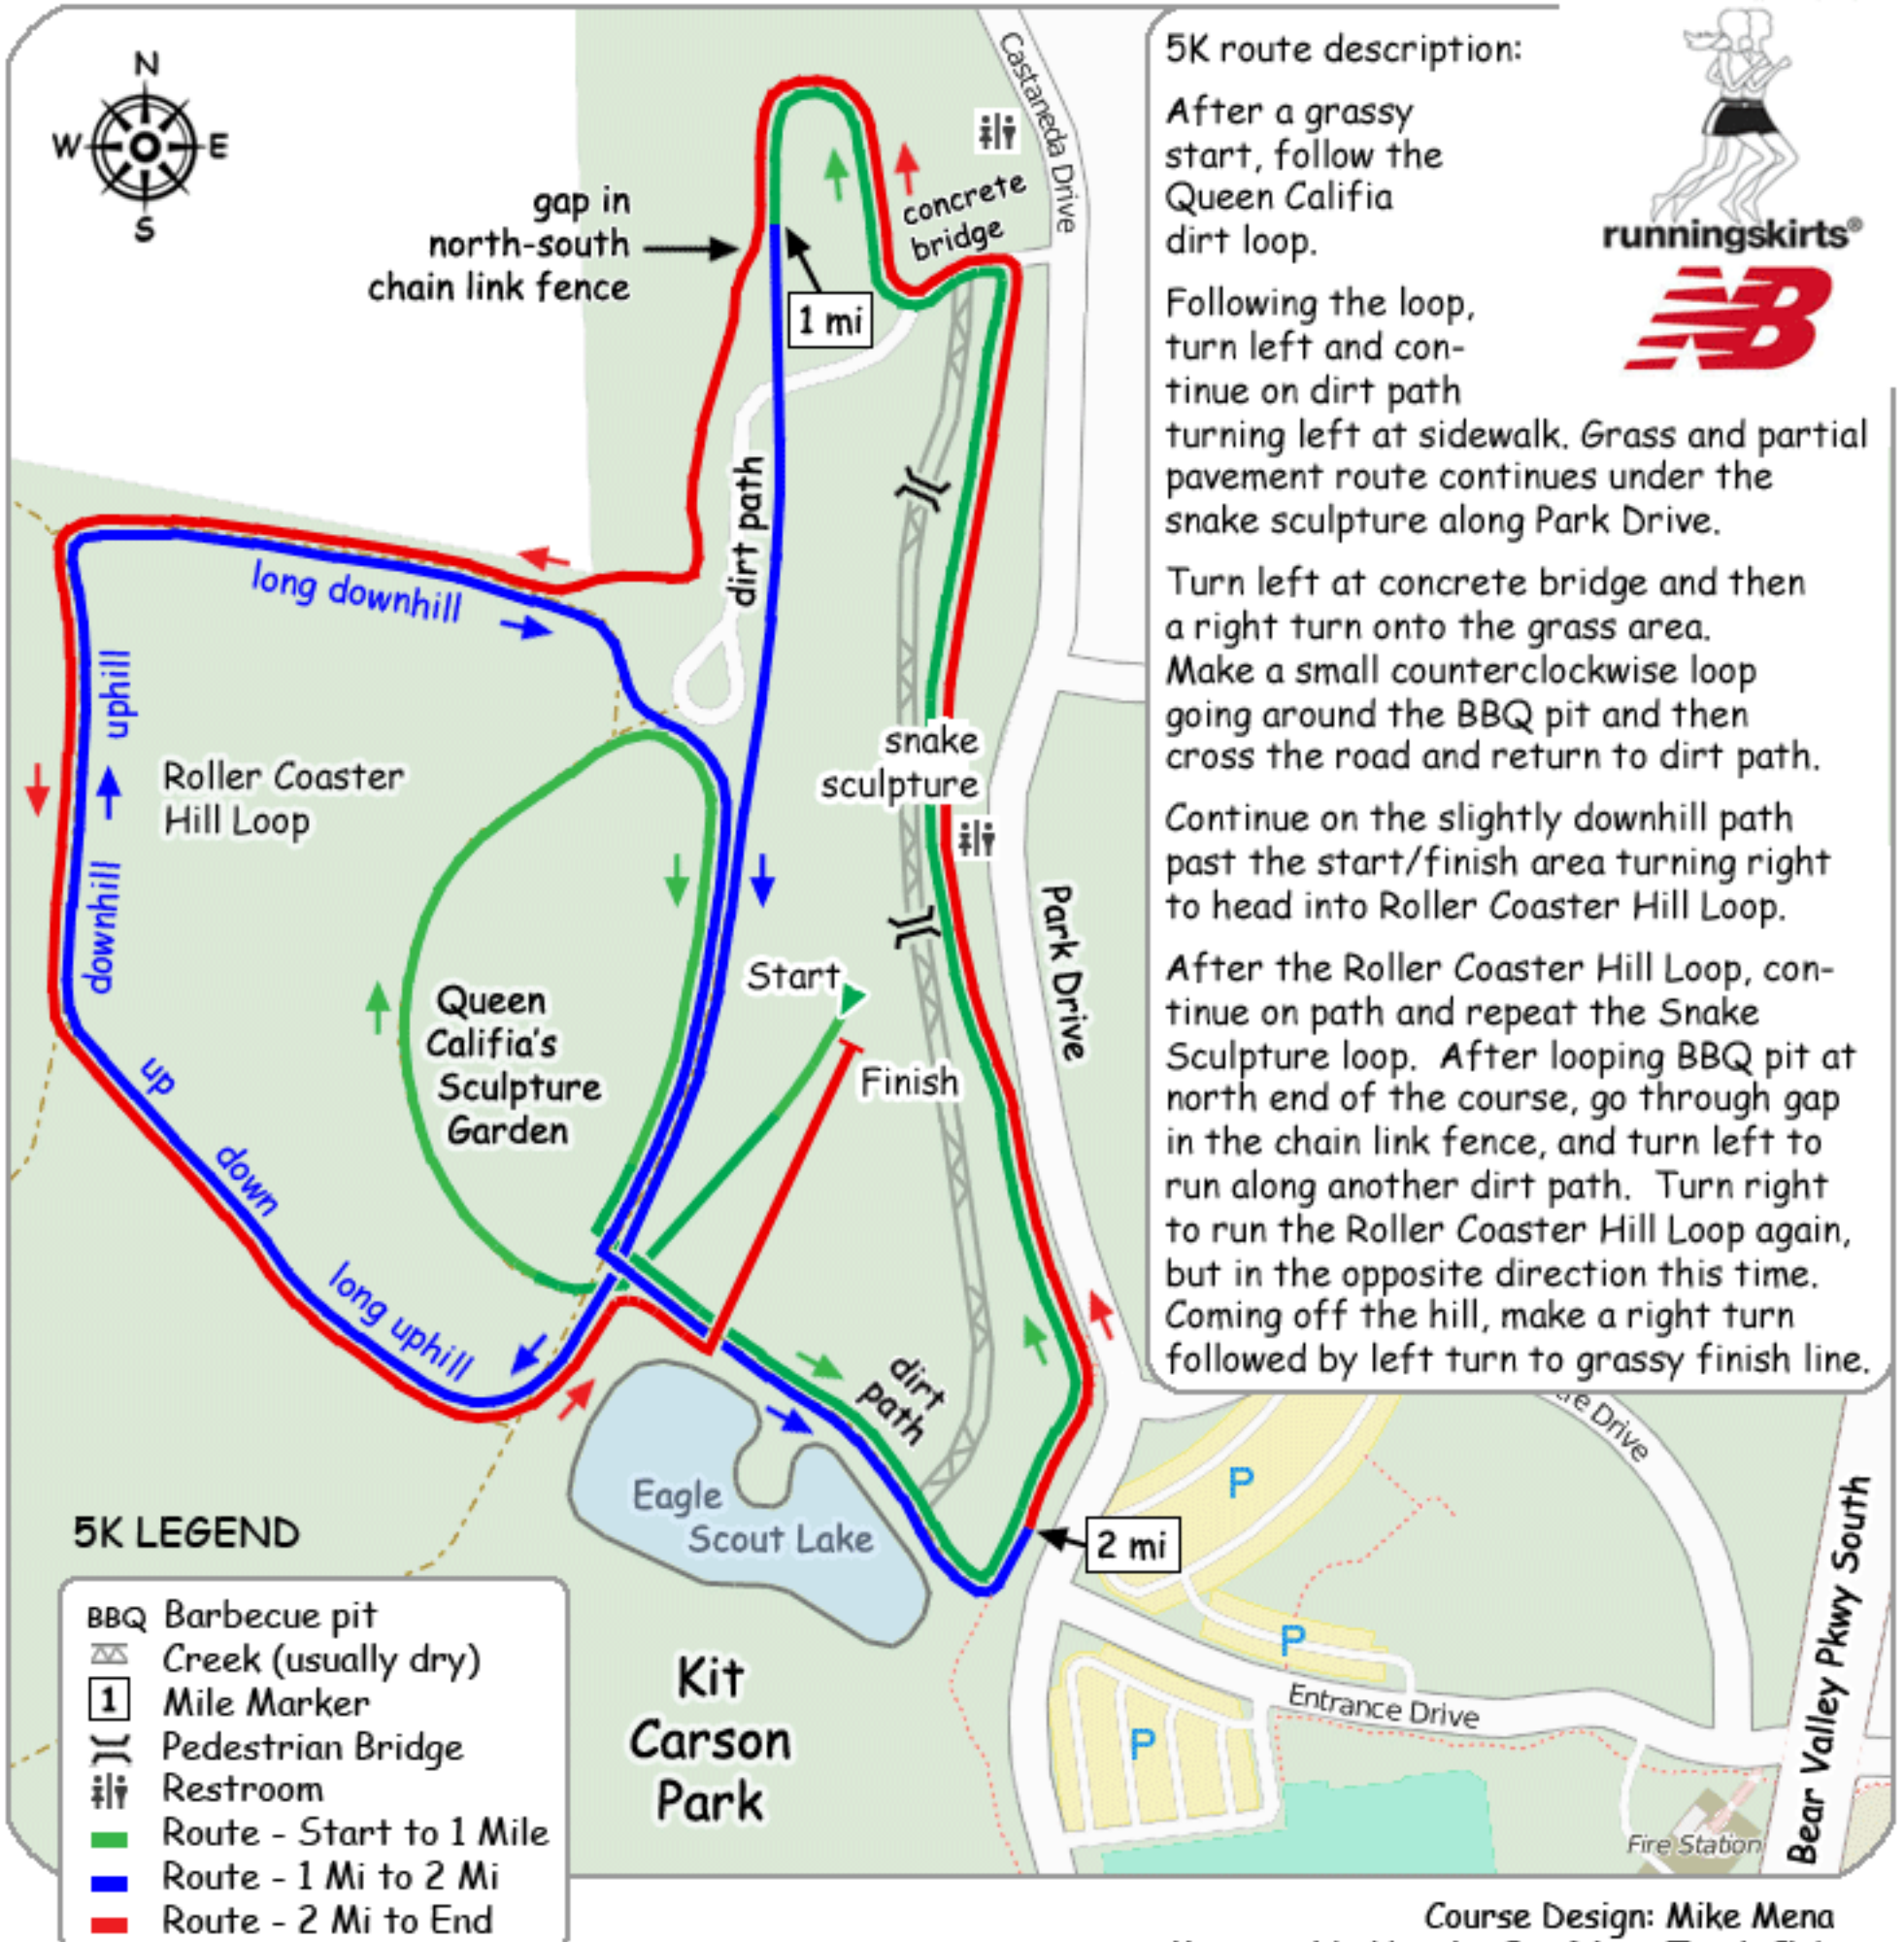 N
W
E
S
gap in
north-south
chain link fence
1 mi
concrete
bridge
Castaneda Drive
dirt path
long downhill
uphill
downhill
Roller Coaster
Hill Loop
snake
sculpture
Park Drive
Start
Finish
Queen
Califia's
Sculpture
Garden
up
down
long uphill
dirt
path
Eagle
Scout Lake
2 mi
P
P
P
Entrance Drive
Drive
Bear Valley Pkwy South
Fire Station
Kit
Carson
Park
5K route description:
After a grassy
start, follow the
Queen Califia
dirt loop.
Following the loop,
turn left and con-
tinue on dirt path
turning left at sidewalk. Grass and partial
pavement route continues under the
snake sculpture along Park Drive.
Turn left at concrete bridge and then
a right turn onto the grass area.
Make a small counterclockwise loop
going around the BBQ pit and then
cross the road and return to dirt path.
Continue on the slightly downhill path
past the start/finish area turning right
to head into Roller Coaster Hill Loop.
After the Roller Coaster Hill Loop, con-
tinue on path and repeat the Snake
Sculpture loop. After looping BBQ pit at
north end of the course, go through gap
in the chain link fence, and turn left to
run along another dirt path. Turn right
to run the Roller Coaster Hill Loop again,
but in the opposite direction this time.
Coming off the hill, make a right turn
followed by left turn to grassy finish line.
runningskirts®
NB
5K LEGEND
BBQ Barbecue pit
Creek (usually dry)
1 Mile Marker
Pedestrian Bridge
Restroom
Route - Start to 1 Mile
Route - 1 Mi to 2 Mi
Route - 2 Mi to End
Course Design: Mike Mena